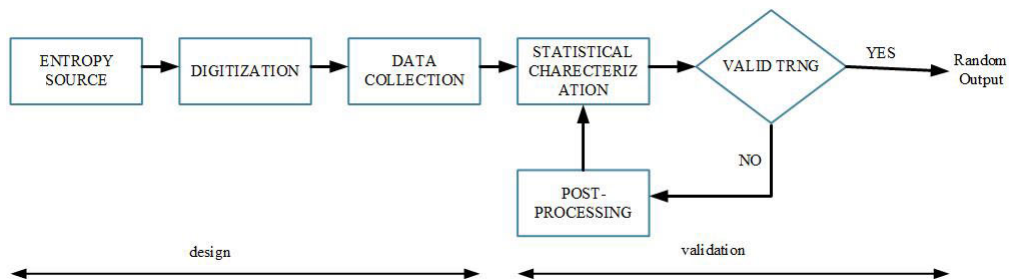 ENTROPY
SOURCE
DIGITIZATION
DATA
COLLECTION
STATISTICAL
CHARECTERIZ
ATION
VALID TRNG
YES
Random
Output
NO
POST-
PROCESSING
design
validation